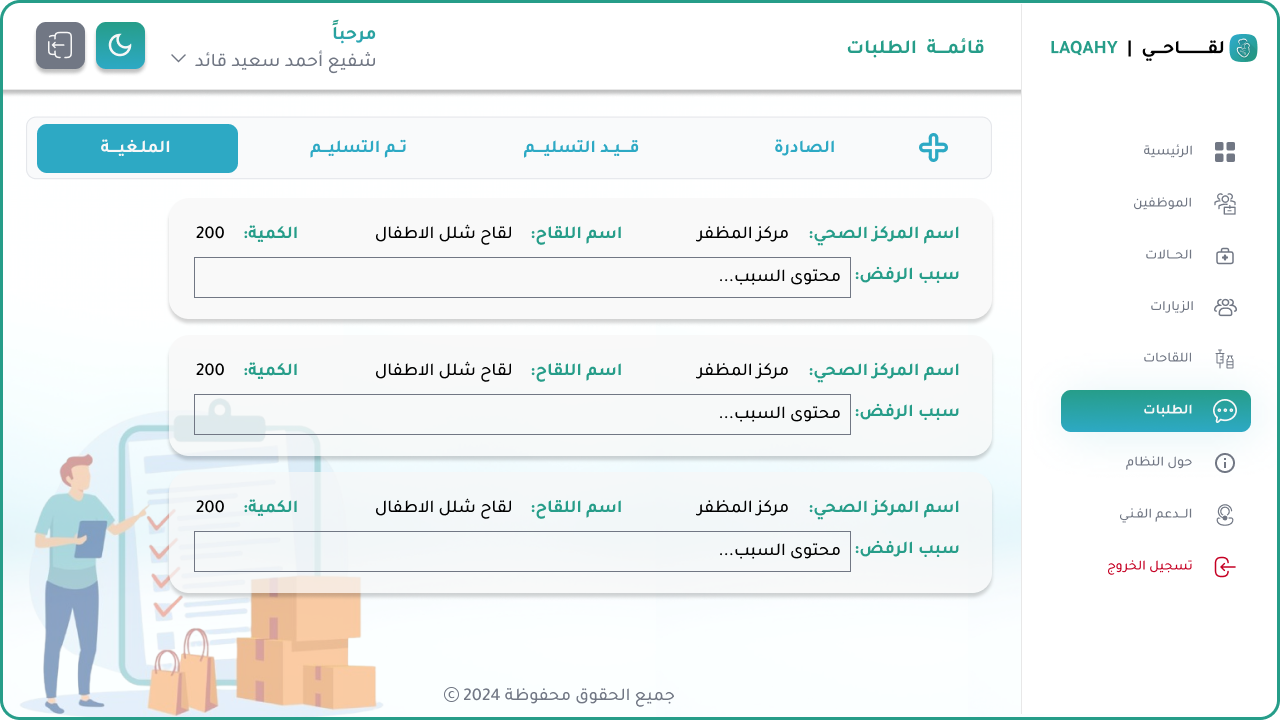 لقـــاحـي | LAQAHY
الرئيسية
الموظفين
الحـالات
الزيارات
اللقاحات
الطلبات
حول النظام
الـدعم الفـني
تسجيل الخروج
قائمـة الطلبات
مرحباً
شفيع أحمد سعيد قائد
الصادرة
قـيـد التسليـم
تـم التسليـم
الملـغيـة
اسم المركز الصحي: مركز المظفر اسم اللقاح: لقاح شلل الاطفال الكمية: 200
سبب الرفض: محتوى السبب...
اسم المركز الصحي: مركز المظفر اسم اللقاح: لقاح شلل الاطفال الكمية: 200
سبب الرفض: محتوى السبب...
اسم المركز الصحي: مركز المظفر اسم اللقاح: لقاح شلل الاطفال الكمية: 200
سبب الرفض: محتوى السبب...
جميع الحقوق محفوظة 2024 ©